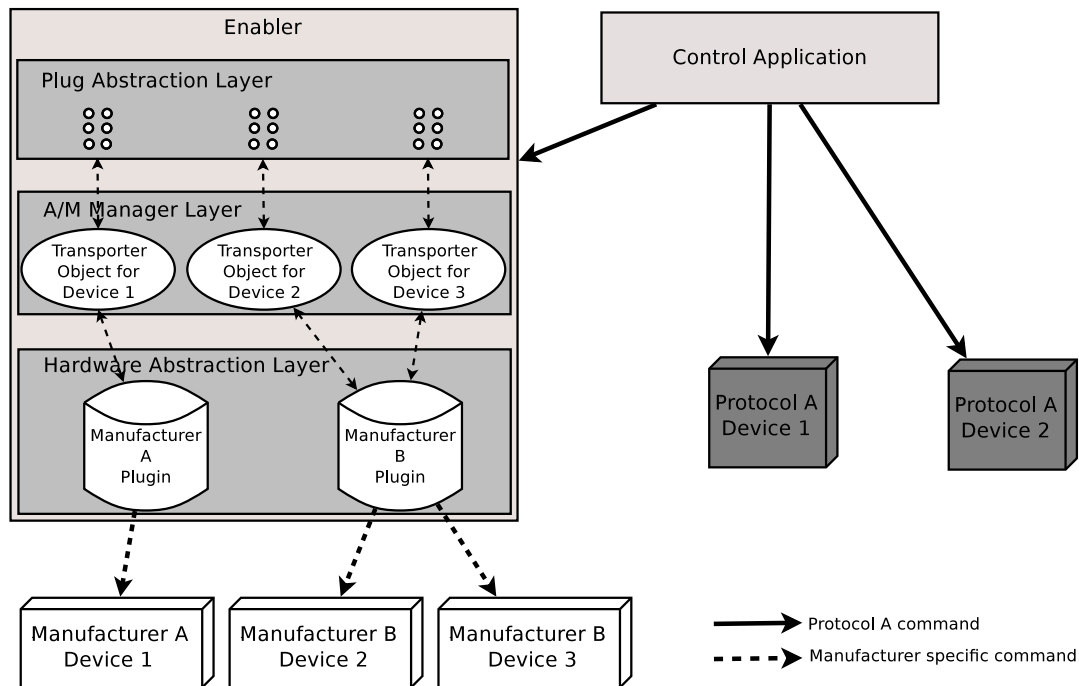 Enabler
Plug Abstraction Layer
A/M Manager Layer
Transporter
Object for
Device 1
Transporter
Object for
Device 2
Transporter
Object for
Device 3
Hardware Abstraction Layer
Manufacturer
A
Plugin
Manufacturer
B
Plugin
Manufacturer A
Device 1
Manufacturer B
Device 2
Manufacturer B
Device 3
Control Application
Protocol A
Device 1
Protocol A
Device 2
Protocol A command
Manufacturer specific command